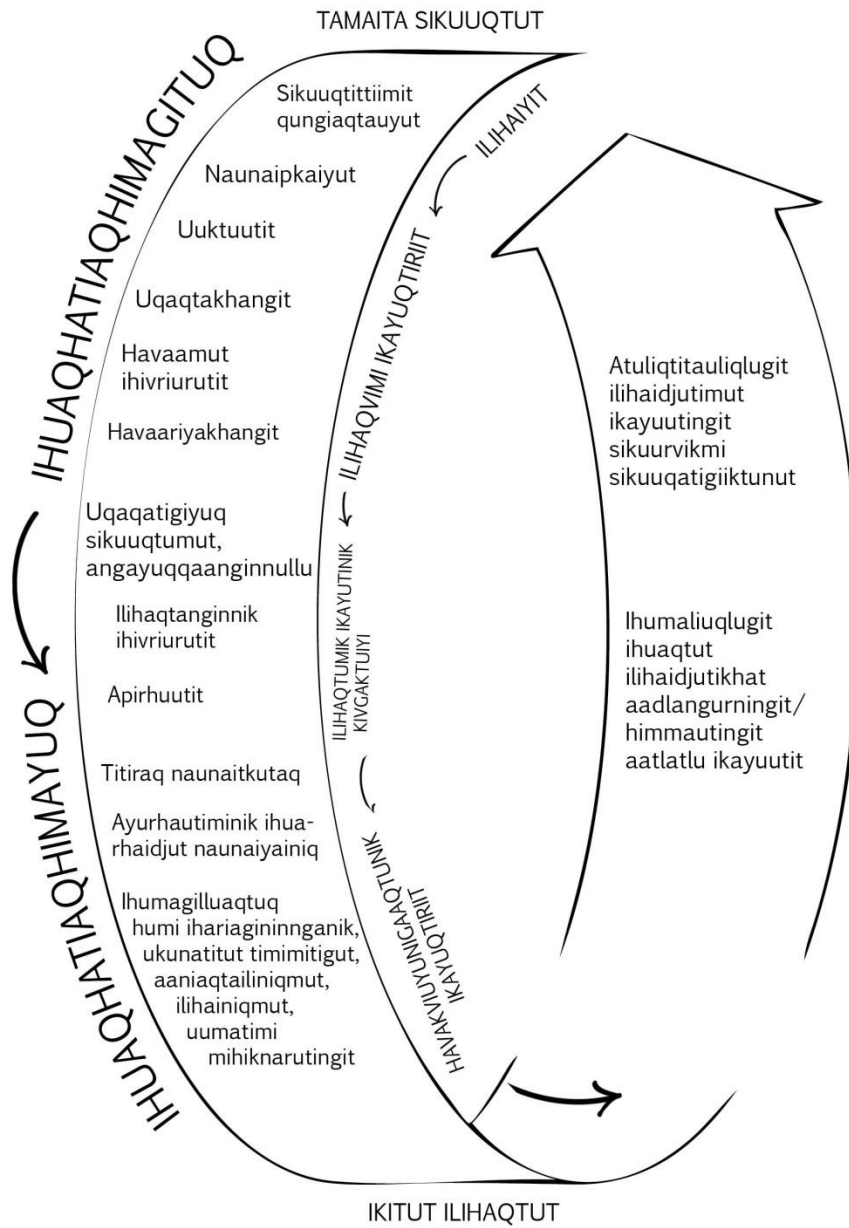 TAMAITA SIKUUQTUT
IHUAQHATIAQHIMAGITUQ
Sikuuqtittiimit
qungiaqtauyut
Naunaipkaiyut
Uuktuutit
Uqaqtakhangit
Havaamut
ihivriurutit
Havaariyakhangit
Uqaqatigiyuq
sikuuqtumut,
angayuqqaanginnullu
Ilihaqtanginnik
ihivriurutit
Apirhuutit
IHUAQHATIAQHIMAYUQ
Titiraq naunaitkutaq
Ayurhautiminik ihua-
rhaidjut naunaiyainiq
Ihumagilluaqtuq
humi ihariagininnganik,
ukunatitut timimitigut,
aaniaqtailiniqmut,
ilihainiqmut,
uumatimi
mihiknarutingit
ILIHAIYIT
ILIHAQVIMI IKAYUQTIRIIT
ILIHAQTUMIK IKAYUTINIK
KIVGAKTUIYI
HAVAKVIUYUNIGAAQTUNIK
IKAYUQTIRIIT
Atuliqtitauliqlugit
ilihaidjutimut
ikayuutingit
sikuurvikmi
sikuuqatigiiktunut
Ihumaliuqlugit
ihuaqtut
ilihaidjutikhat
aadlangurningit/
himmautingit
aatlatlu ikayuutit
IKITUT ILIHAQTUT